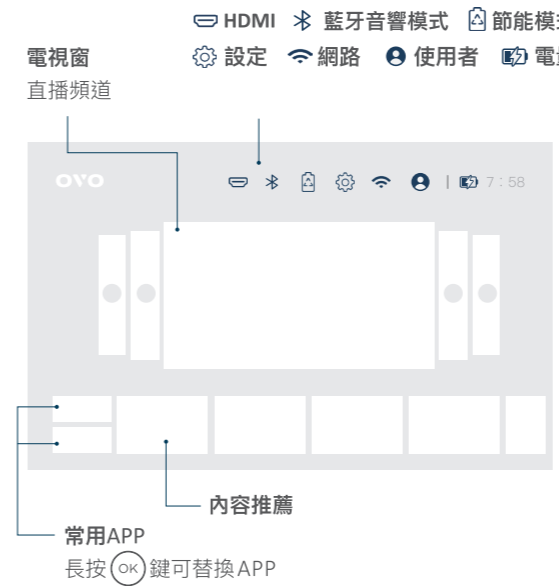 HDMI 藍牙音響模式 節能模
電視窗
直播頻道
設定 網路 使用者 電
OVO
7:58
內容推薦
常用APP
長按OK鍵可替換APP